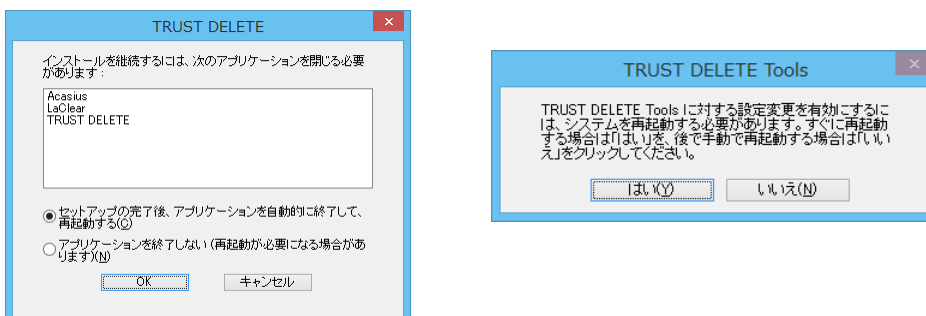 TRUST DELETE
インストールを継続するには、次のアプリケーションを閉じる必要
があります:
Acasius
LaClear
TRUST DELETE
セットアップの完了後、アプリケーションを自動的に終了して、
再起動する(C)
アプリケーションを終了しない (再起動が必要になる場合があ
ります)(N)
OK
キャンセル
TRUST DELETE Tools
TRUST DELETE Tools に対する設定変更を有効にするに
は、システムを再起動する必要があります。すぐに再起動
する場合は「はい」を、後で手動で再起動する場合は「いい
え」をクリックしてください。
はい(Y)
いいえ(N)